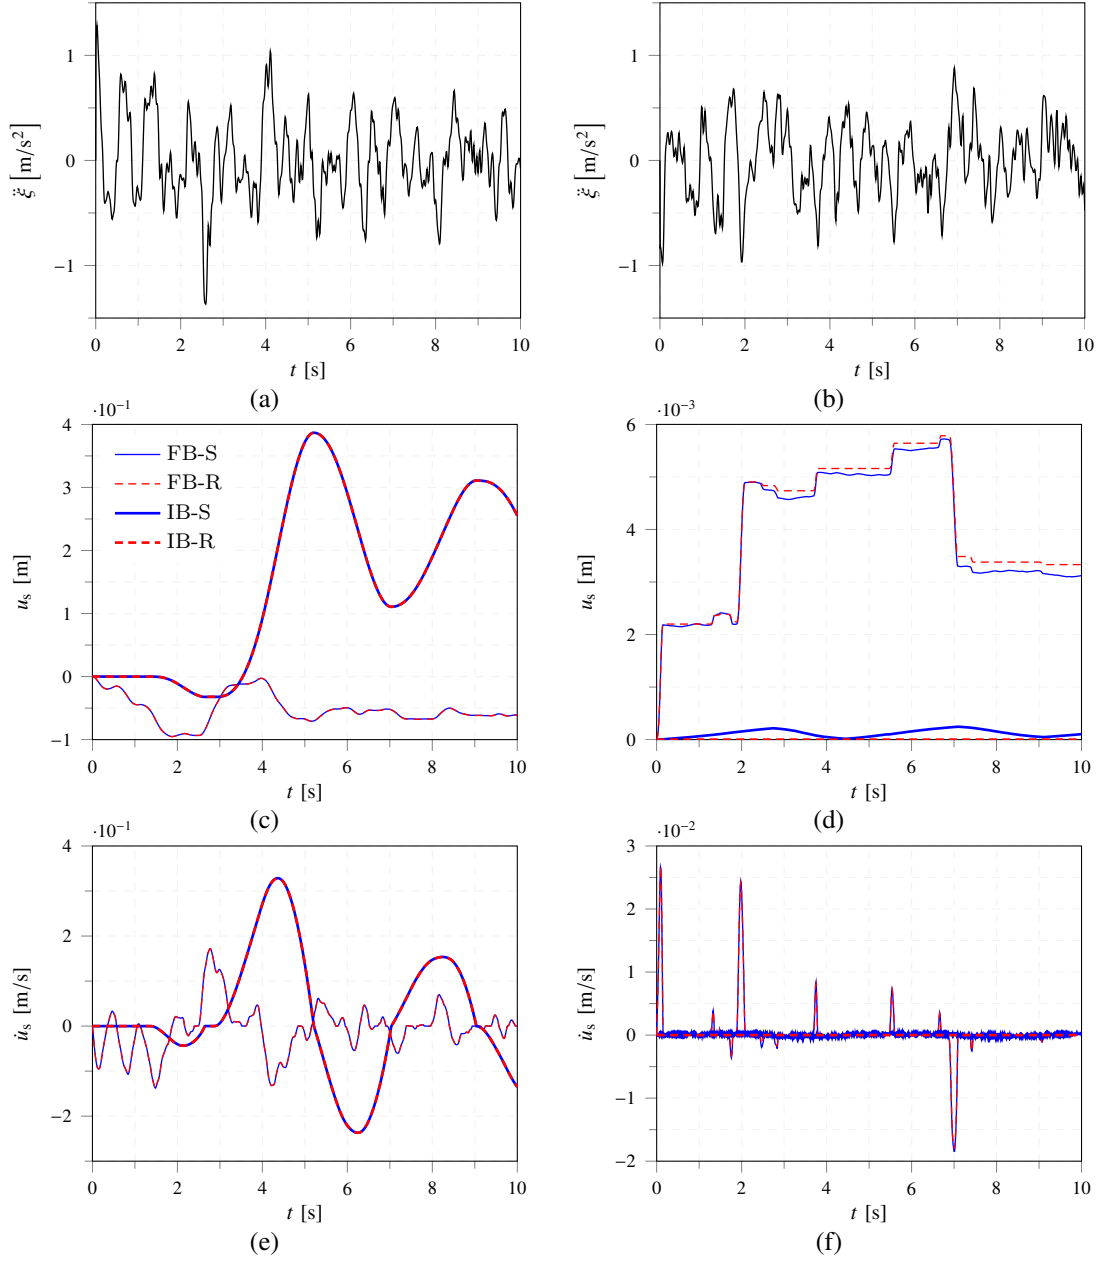 1
0
−1
ξ̈ [m/s²]
0 2 4 6 8 10
t [s]
(a)
1
0
−1
ξ̈ [m/s²]
0 2 4 6 8 10
t [s]
(b)
·10⁻¹
4
3
2
1
0
−1
u_s [m]
FB-S
FB-R
IB-S
IB-R
0 2 4 6 8 10
t [s]
(c)
·10⁻³
6
4
2
0
u_s [m]
0 2 4 6 8 10
t [s]
(d)
·10⁻¹
4
2
0
−2
u̇_s [m/s]
0 2 4 6 8 10
t [s]
(e)
·10⁻²
3
2
1
0
−1
−2
u̇_s [m/s]
0 2 4 6 8 10
t [s]
(f)